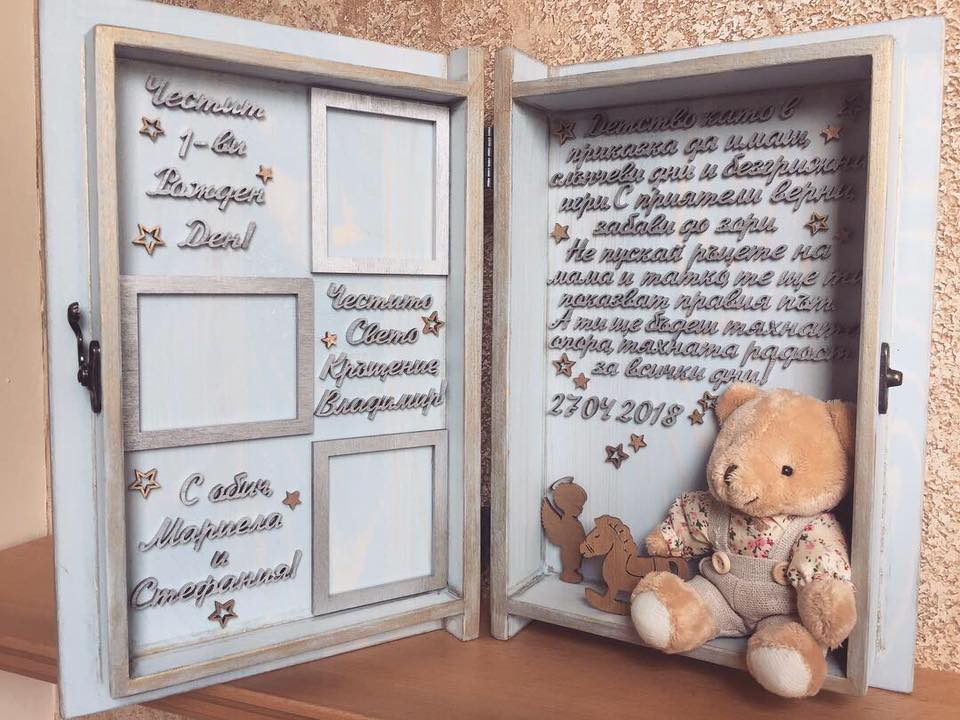 Честит
1-ви
Рожден
Ден!
Честито
Свето
Кръщение
Владимир!
С обич,
Мариела
и
Стефания!
Детство като в
приказка да имаш,
слънчеви дни и безгрижни
игри. С приятели верни,
забави до зори.
Не пускай ръцете на
мама и татко, те ще ти
показват правия път.
А ти ще бъдеш тяхната
опора, тяхната радост
за всички дни!
27.04.2018